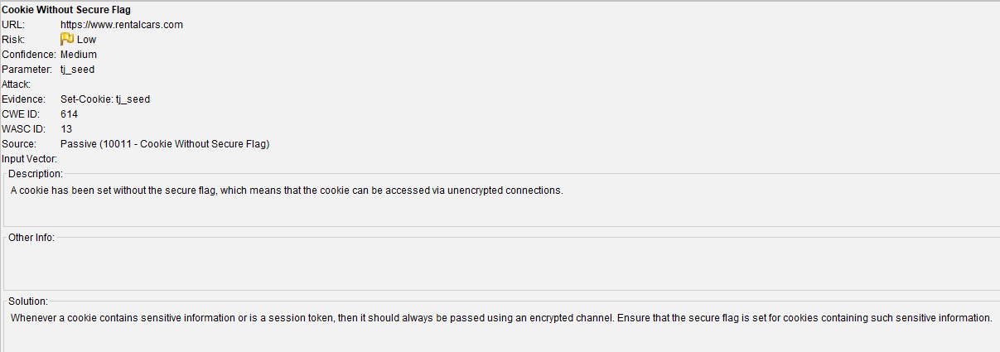 Cookie Without Secure Flag
URL: https://www.rentalcars.com
Risk: Low
Confidence: Medium
Parameter: tj_seed
Attack:
Evidence: Set-Cookie: tj_seed
CWE ID: 614
WASC ID: 13
Source: Passive (10011 - Cookie Without Secure Flag)
Input Vector:
Description:
A cookie has been set without the secure flag, which means that the cookie can be accessed via unencrypted connections.
Other Info:
Solution:
Whenever a cookie contains sensitive information or is a session token, then it should always be passed using an encrypted channel. Ensure that the secure flag is set for cookies containing such sensitive information.